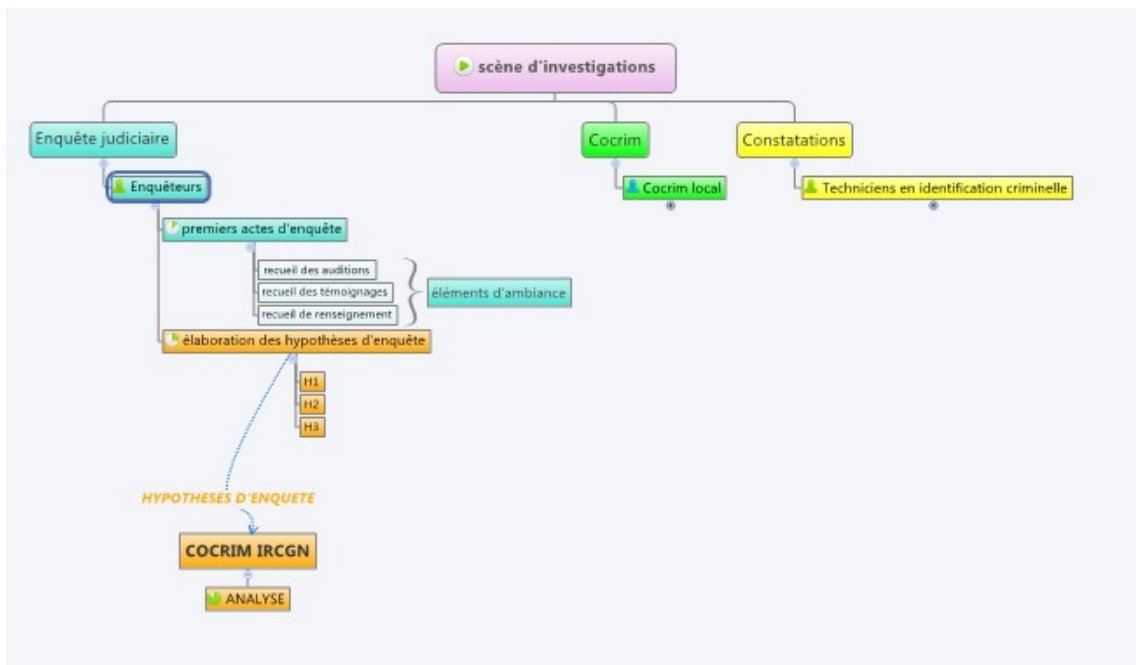 scène d'investigations
Enquête judiciaire
Cocrim
Constatations
Enquêteurs
Cocrim local
Techniciens en identification criminelle
premiers actes d'enquête
recueil des auditions
recueil des témoignages
recueil de renseignement
éléments d'ambiance
élaboration des hypothèses d'enquête
H1
H2
H3
HYPOTHESES D'ENQUETE
COCRIM IRCGN
ANALYSE